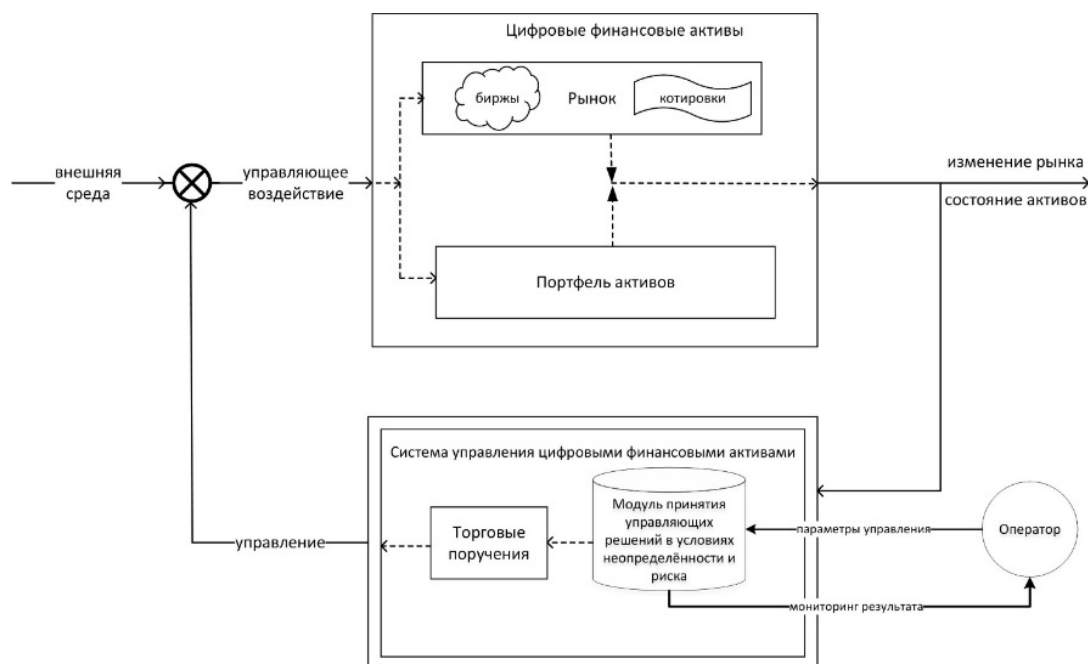 Цифровые финансовые активы
биржы
Рынок
котировки
внешняя
среда
управляющее
воздействие
изменение рынка
состояние активов
Портфель активов
Система управления цифровыми финансовыми активами
Модуль принятия
управляющих
решений в условиях
неопределённости и
риска
Торговые
поручения
управление
параметры управления
Оператор
мониторинг результата